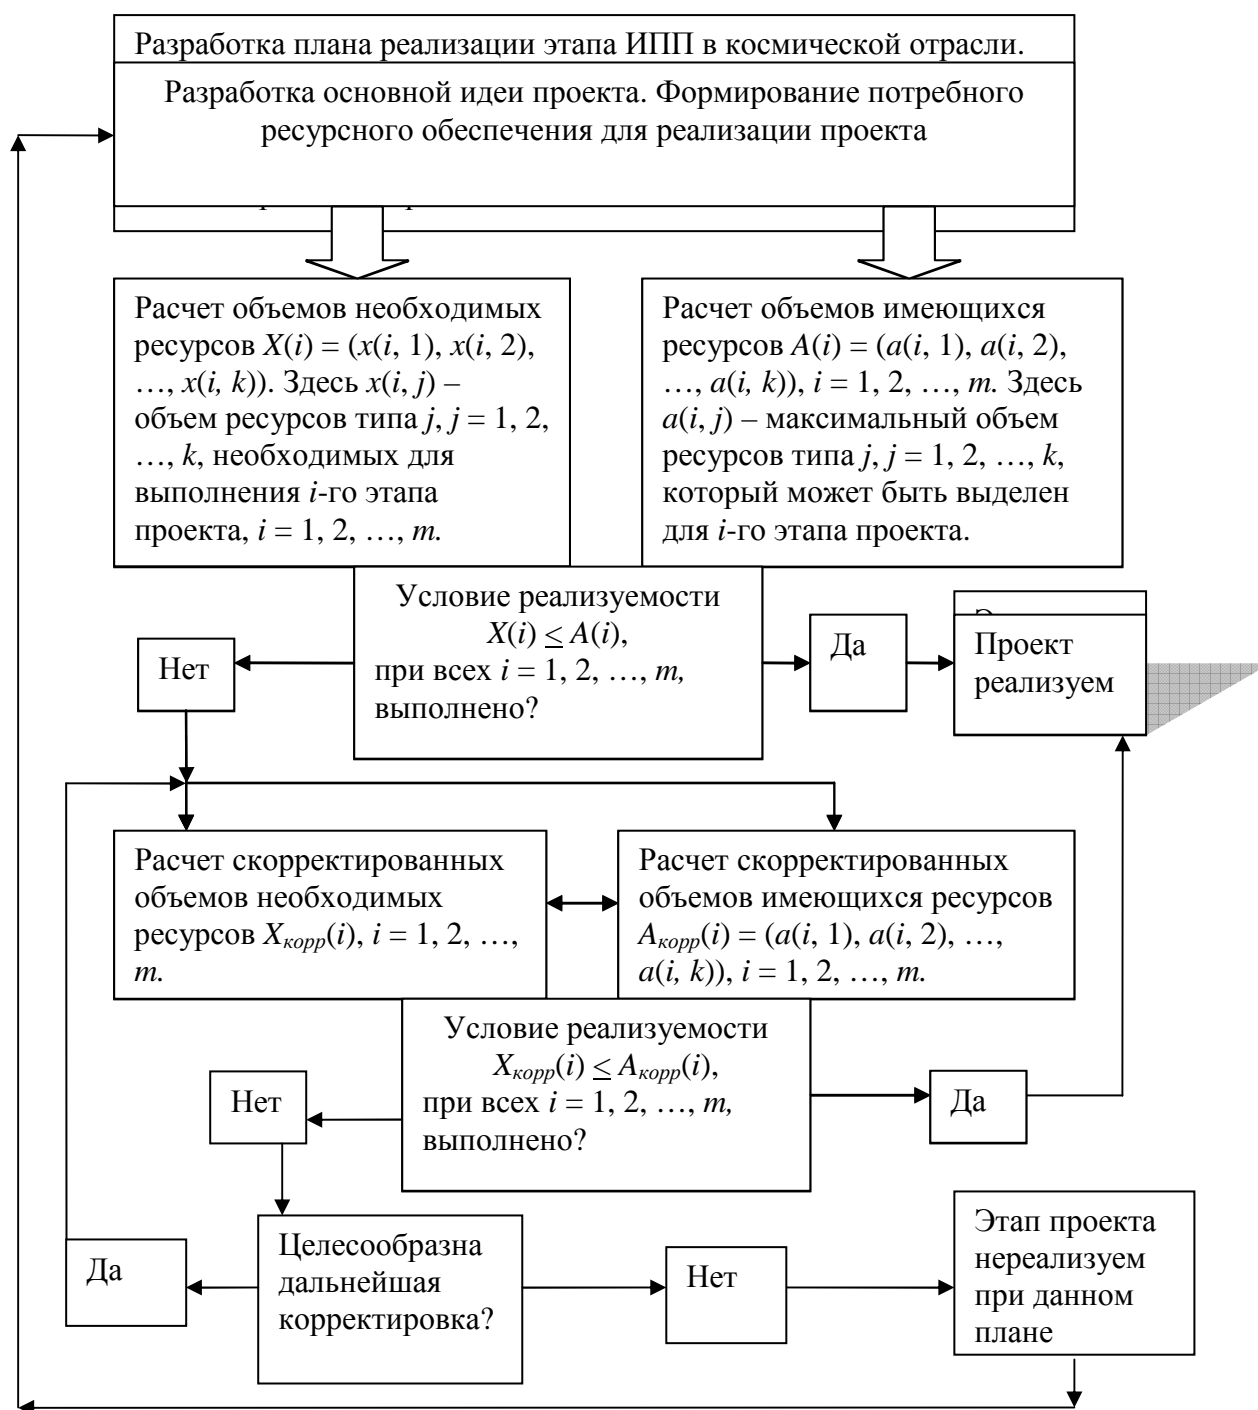 Разработка плана реализации этапа ИПП в космической отрасли.
Разработка основной идеи проекта. Формирование потребного
ресурсного обеспечения для реализации проекта
Расчет объемов необходимых
ресурсов X(i) = (x(i, 1), x(i, 2),
…, x(i, k)). Здесь x(i, j) –
объем ресурсов типа j, j = 1, 2,
…, k, необходимых для
выполнения i-го этапа
проекта, i = 1, 2, …, m.
Расчет объемов имеющихся
ресурсов A(i) = (a(i, 1), a(i, 2),
…, a(i, k)), i = 1, 2, …, m. Здесь
a(i, j) – максимальный объем
ресурсов типа j, j = 1, 2, …, k,
который может быть выделен
для i-го этапа проекта.
Условие реализуемости
X(i) ≤ A(i),
при всех i = 1, 2, …, m,
выполнено?
Нет
Да
Проект
реализуем
Расчет скорректированных
объемов необходимых
ресурсов Xкорр(i), i = 1, 2, …,
m.
Расчет скорректированных
объемов имеющихся ресурсов
Aкорр(i) = (a(i, 1), a(i, 2), …,
a(i, k)), i = 1, 2, …, m.
Условие реализуемости
Xкорр(i) ≤ Aкорр(i),
при всех i = 1, 2, …, m,
выполнено?
Нет
Да
Целесообразна
дальнейшая
корректировка?
Да
Нет
Этап проекта
нереализуем
при данном
плане